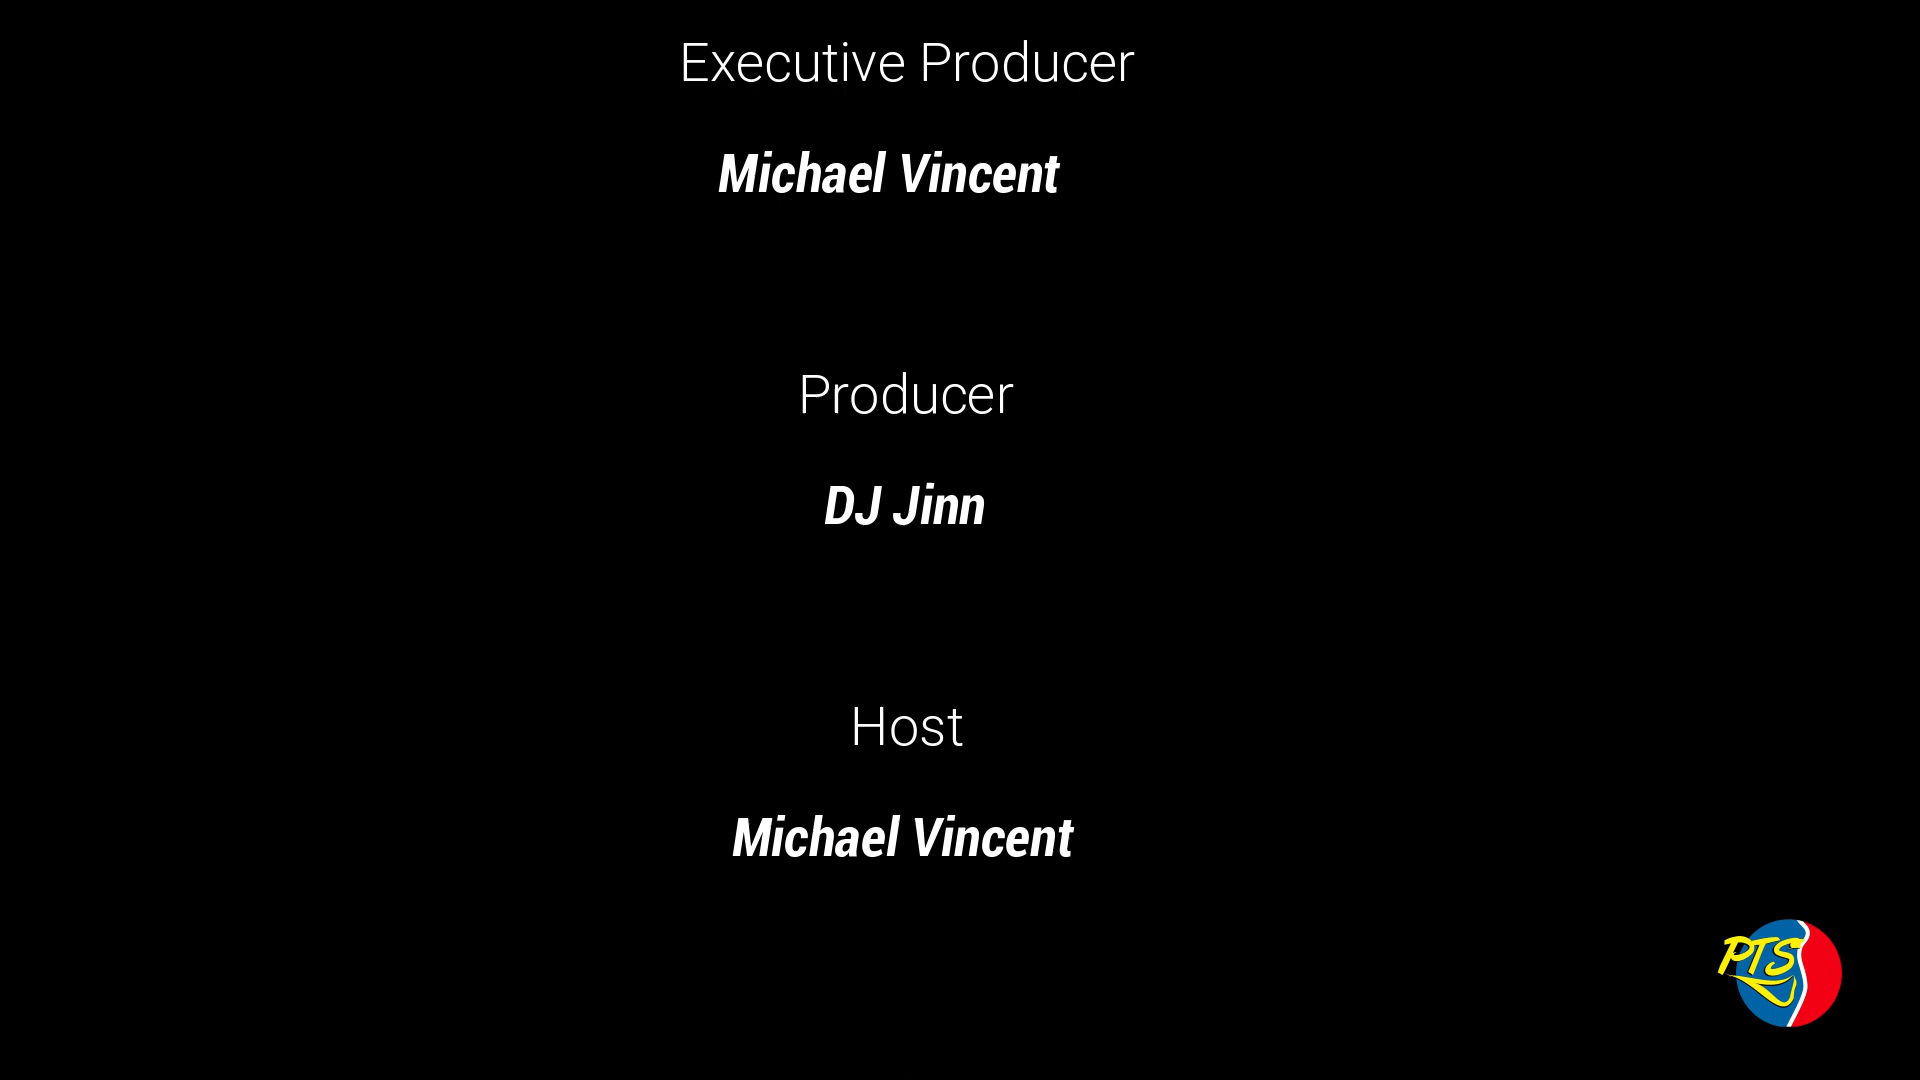 Executive Producer
Michael Vincent
Producer
DJ Jinn
Host
Michael Vincent
PTS